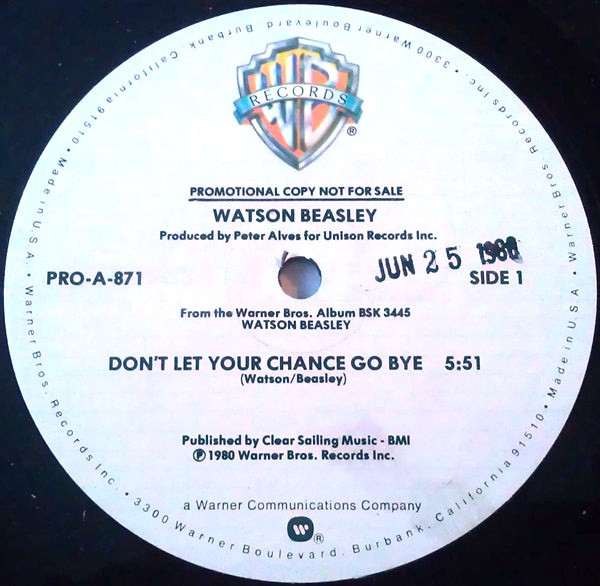 RECORDS
®
PROMOTIONAL COPY NOT FOR SALE
WATSON BEASLEY
Produced by Peter Alves for Unison Records Inc.
JUN 25 1980
PRO-A-871
SIDE 1
From the Warner Bros. Album BSK 3445
WATSON BEASLEY
DON'T LET YOUR CHANCE GO BYE 5:51
(Watson/Beasley)
Published by Clear Sailing Music - BMI
℗ 1980 Warner Bros. Records Inc.
a Warner Communications Company
®
Warner Bros. Records Inc. • 3300 Warner Boulevard. Burbank. California 91510 • Made in U.S.A. • Warner Bros. Records Inc. • 3300 Warner Boulevard. Burbank. California 91510 • Made in U.S.A. •